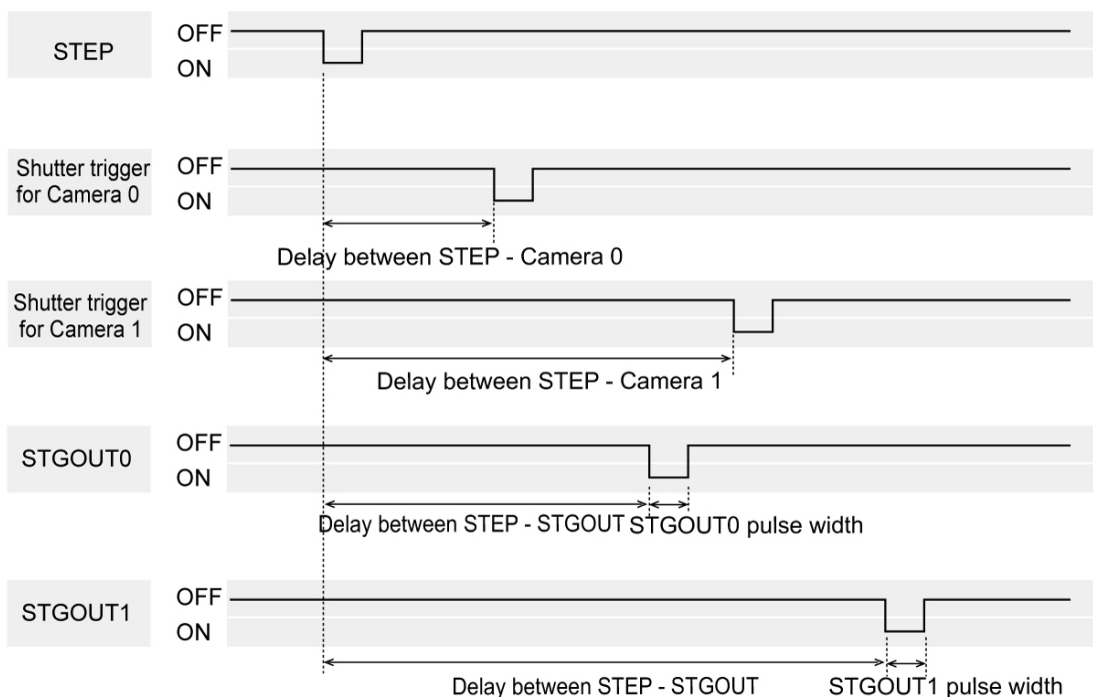 STEP
OFF
ON
Shutter trigger
for Camera 0
OFF
ON
Delay between STEP - Camera 0
Shutter trigger
for Camera 1
OFF
ON
Delay between STEP - Camera 1
STGOUT0
OFF
ON
Delay between STEP - STGOUT
STGOUT0 pulse width
STGOUT1
OFF
ON
Delay between STEP - STGOUT
STGOUT1 pulse width